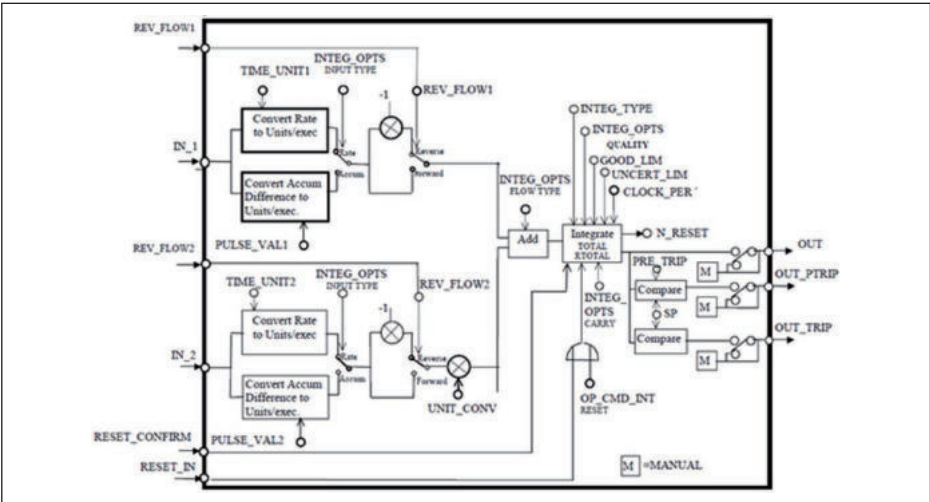 REV_FLOW1
INTEG_OPTS
INPUT TYPE
TIME_UNIT1
-1
REV_FLOW1
Convert Rate
to Units/exec
INTEG_TYPE
INTEG_OPTS
QUALITY
IN_1
Rate
Accum.
Reverse
forward
GOOD_LIM
UNCERT_LIM
CLOCK_PER
Convert Accum
Difference to
Units/exec.
INTEG_OPTS
FLOW TYPE
PULSE_VAL1
Add
Integrate
TOTAL
RTOTAL
N_RESET
REV_FLOW2
OUT
PRE_TRIP
M
TIME_UNIT2
INTEG_OPTS
INPUT TYPE
REV_FLOW2
Compare
OUT_PTRIP
M
-1
INTEG_
OPTS
CARRY
SP
Convert Rate
to Units/exec
Compare
OUT_TRIP
IN_2
Rate
Accum.
Reverse
Forward
M
Convert Accum
Difference to
Units/exec.
UNIT_CONV
OP_CMD_INT
RESET
RESET_CONFIRM
PULSE_VAL2
RESET_IN
M =MANUAL